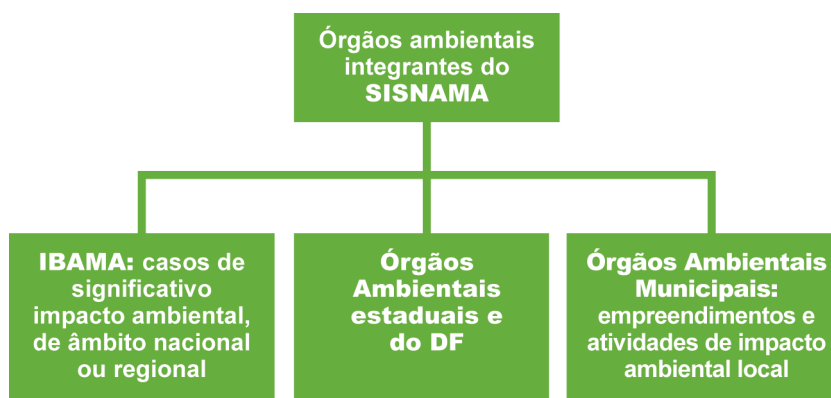 Órgãos ambientais
integrantes do
SISNAMA
IBAMA: casos de
significativo
impacto ambiental,
de âmbito nacional
ou regional
Órgãos
Ambientais
estaduais e
do DF
Órgãos Ambientais
Municipais:
empreendimentos e
atividades de impacto
ambiental local